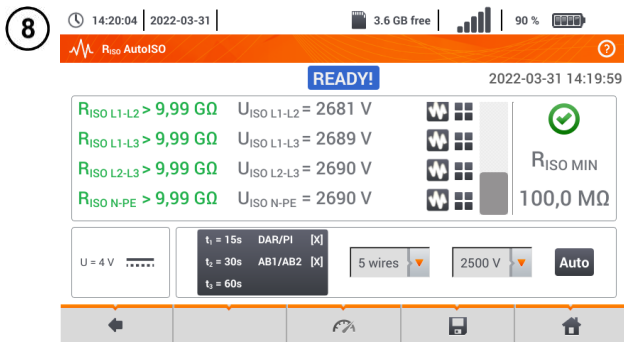 8
14:20:04 2022-03-31 3.6 GB free 90 %
RISO AutoISO ?
READY! 2022-03-31 14:19:59
RISO L1-L2 > 9,99 GΩ UISO L1-L2 = 2681 V
RISO L1-L3 > 9,99 GΩ UISO L1-L3 = 2689 V
RISO L2-L3 > 9,99 GΩ UISO L2-L3 = 2690 V
RISO N-PE > 9,99 GΩ UISO N-PE = 2690 V
RISO MIN
100,0 MΩ
U = 4 V
t1 = 15s DAR/PI [X]
t2 = 30s AB1/AB2 [X]
t3 = 60s
5 wires 2500 V Auto